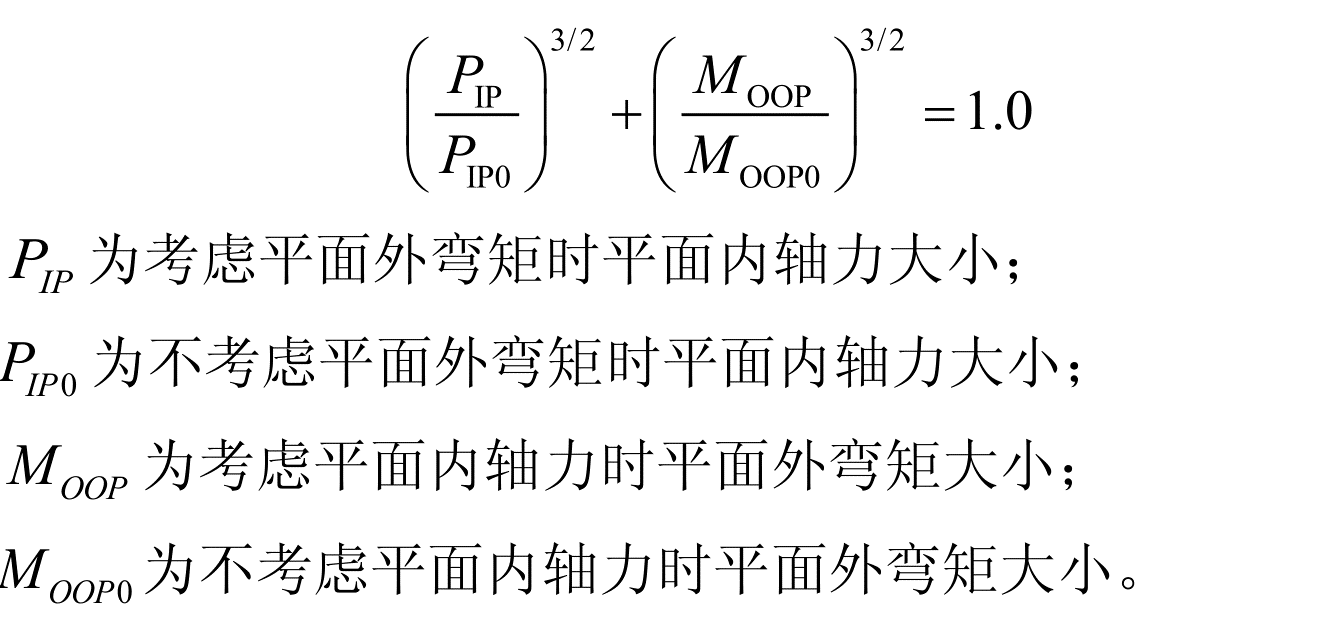 (P_IP / P_IP0)^{3/2} + (M_OOP / M_OOP0)^{3/2} = 1.0
P_IP 为考虑平面外弯矩时平面内轴力大小；
P_IP0 为不考虑平面外弯矩时平面内轴力大小；
M_OOP 为考虑平面内轴力时平面外弯矩大小；
M_OOP0 为不考虑平面内轴力时平面外弯矩大小。